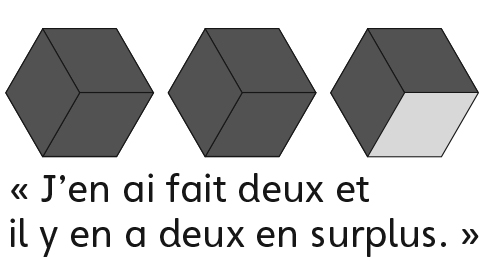 « J’en ai fait deux et
il y en a deux en surplus. »